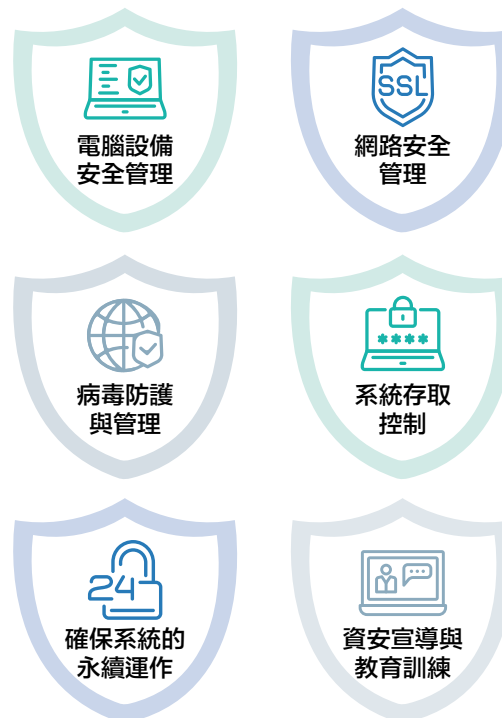 電腦設備
安全管理
SSL
網路安全
管理
病毒防護
與管理
****
系統存取
控制
24
確保系統的
永續運作
資安宣導與
教育訓練